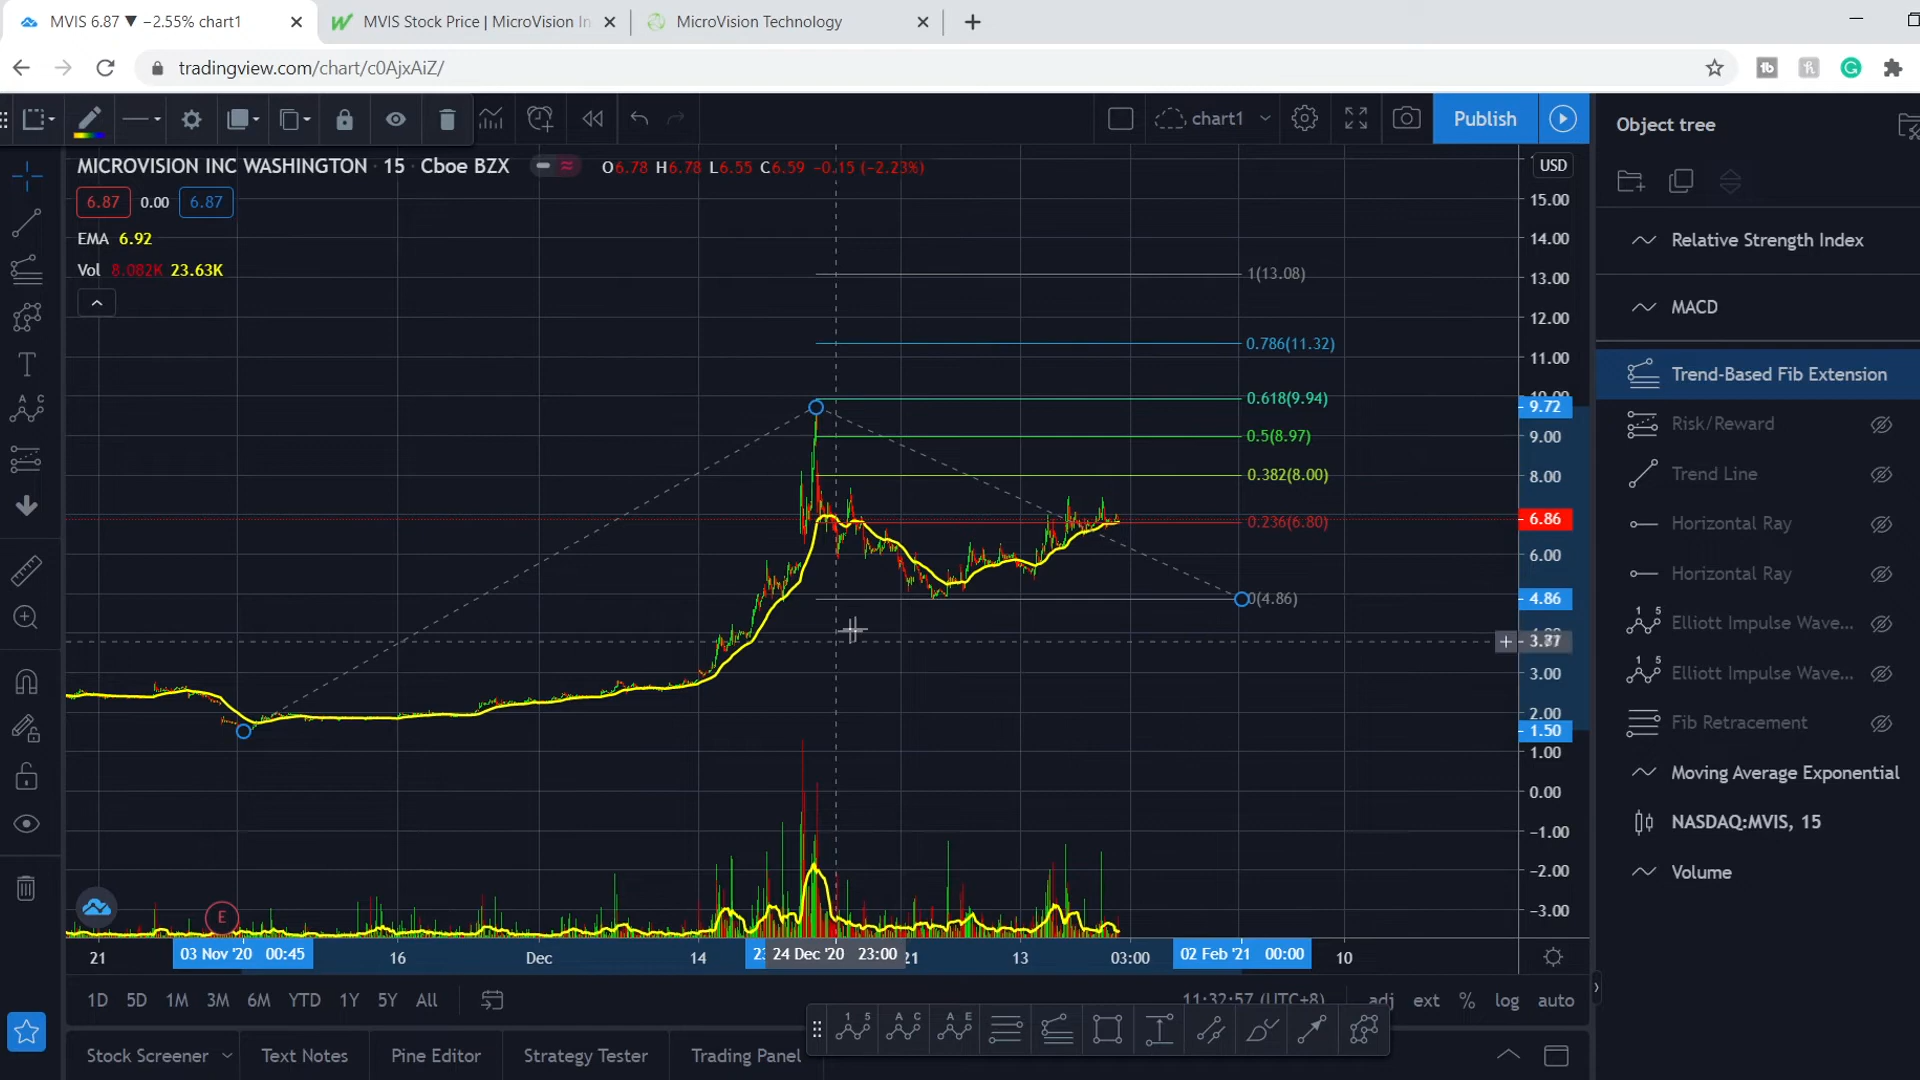 MVIS 6.87 ▼ −2.55% chart1
MVIS Stock Price | MicroVision In
MicroVision Technology
tradingview.com/chart/c0AjxAiZ/
chart1
Publish
Object tree
MICROVISION INC WASHINGTON · 15 · Cboe BZX
O6.78 H6.78 L6.55 C6.59 −0.15 (−2.23%)
USD
6.87 0.00 6.87
EMA 6.92
Vol 8.082K 23.63K
15.00
14.00
13.00
12.00
11.00
9.72
9.00
8.00
6.86
6.00
4.86
3.00
2.00
1.50
1.00
0.00
−1.00
−2.00
−3.00
1(13.08)
0.786(11.32)
0.618(9.94)
0.5(8.97)
0.382(8.00)
0.236(6.80)
0(4.86)
Relative Strength Index
MACD
Trend-Based Fib Extension
Risk/Reward
Trend Line
Horizontal Ray
Horizontal Ray
Elliott Impulse Wave...
Elliott Impulse Wave...
Fib Retracement
Moving Average Exponential
NASDAQ:MVIS, 15
Volume
E
21 03 Nov '20 00:45 16 Dec 14 24 Dec '20 23:00 21 13 03:00 02 Feb '21 00:00 10
1D 5D 1M 3M 6M YTD 1Y 5Y All
11:32:57 (UTC+8) adj ext % log auto
Stock Screener Text Notes Pine Editor Strategy Tester Trading Panel